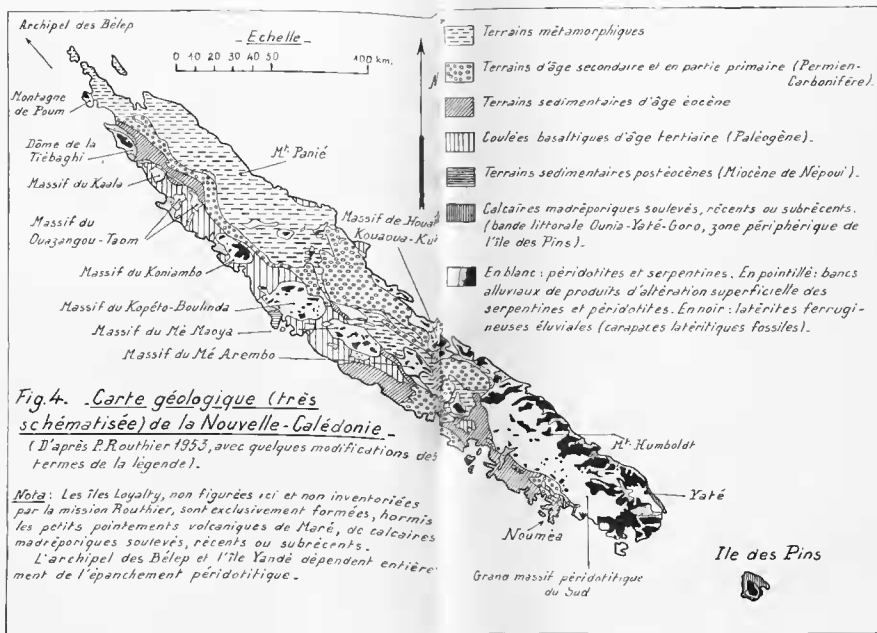 Archipel des Bélep
Echelle
0 10 20 30 40 50 100 km.
Montagne
de Poum
Dôme de la
Tiébaghi
Massif du Kaala
Massif du
Ouazangou-Taom
Massif du Koniambo
Massif du Kopéto-Boulinda
Massif du Mé Maoya
Massif du Mé Arembo
Mt. Panié
Massif de Houa
Kouaoua-Ku
Mt. Humboldt
Yaté
Nouméa
Grand massif péridotitique
du Sud
Ile des Pins
Terrains métamorphiques
Terrains d'âge secondaire et en partie primaire (Permien-
Carbonifère).
Terrains sédimentaires d'âge éocène
Coulées basaltiques d'âge tertiaire (Paléogène).
Terrains sedimentaires postéocènes (Miocène de Népoui).
Calcaires madréporiques soulevés, récents ou subrécents.
(bande littorale Ounia-Yaté-Goro, zone périphérique de
l'île des Pins)
En blanc: péridotites et serpentines. En pointillé: bancs
alluviaux de produits d'altération superficielle des
serpentines et péridotites. En noir: latérites ferrugi-
neuses éluviales (carapaces latéritiques fossiles).
Fig.4. - Carte géologique (très
schématisée) de la Nouvelle-Calédonie -
(D'après P. Routhier 1953, avec quelques modifications des
termes de la légende).
Nota: Les îles Loyalty, non figurées ici et non inventoriées
par la mission Routhier, sont exclusivement formées, hormis
les petits pointements volcaniques de Maré, de calcaires
madréporiques soulevés, récents ou subrécents.
L'archipel des Bélep et l'île Yandé dépendent entière
ment de l'épanchement péridotitique.